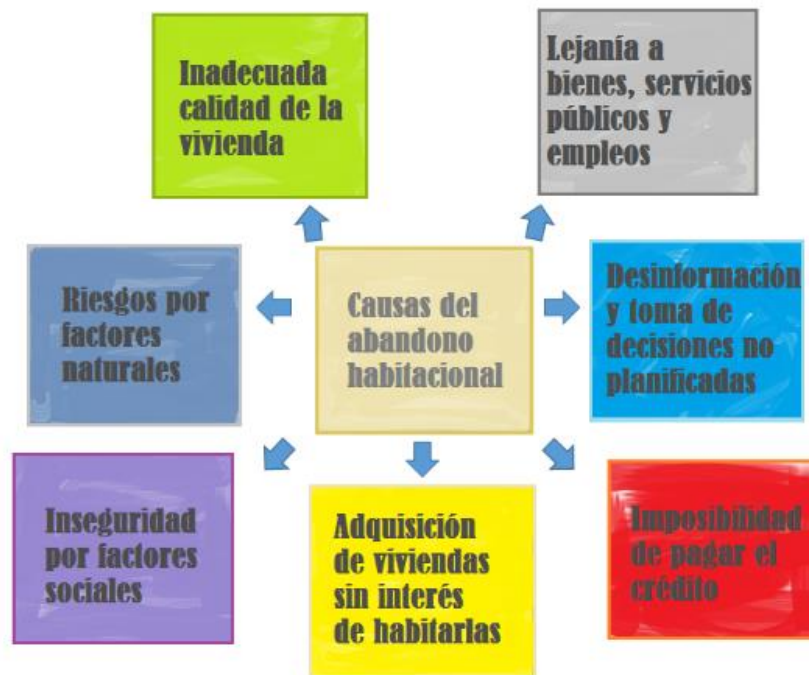 Inadecuada
calidad de la
vivienda
Lejanía a
bienes, servicios
públicos y
empleos
Riesgos por
factores
naturales
Causas del
abandono
habitacional
Desinformación
y toma de
decisiones no
planificadas
Inseguridad
por factores
sociales
Adquisición
de viviendas
sin interés
de habitarlas
Imposibilidad
de pagar el
crédito